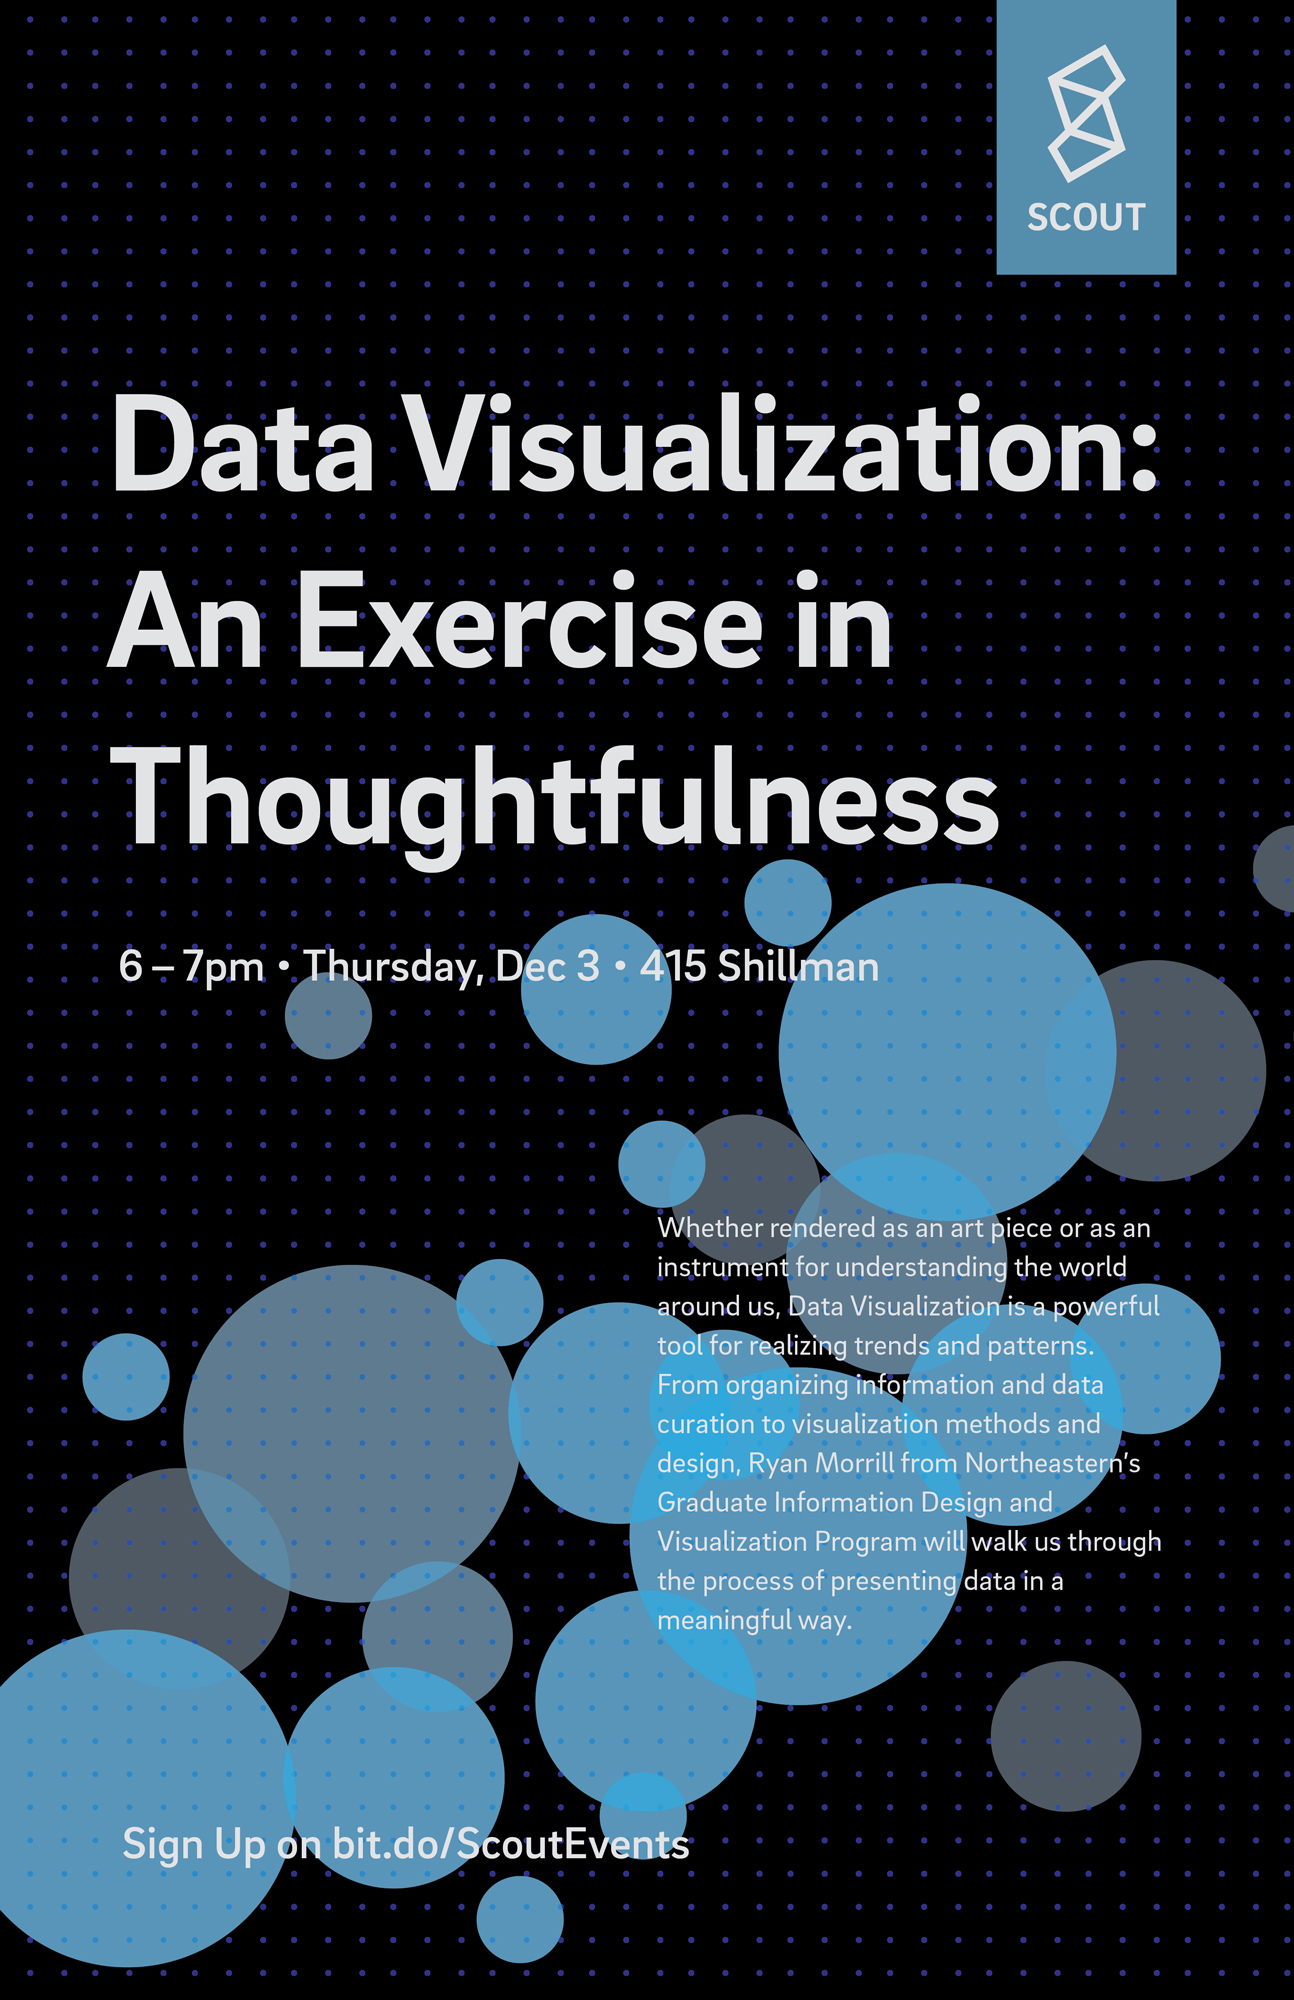 SCOUT
Data Visualization:
An Exercise in
Thoughtfulness
6 – 7pm • Thursday, Dec 3 • 415 Shillman
Whether rendered as an art piece or as an
instrument for understanding the world
around us, Data Visualization is a powerful
tool for realizing trends and patterns.
From organizing information and data
curation to visualization methods and
design, Ryan Morrill from Northeastern’s
Graduate Information Design and
Visualization Program will walk us through
the process of presenting data in a
meaningful way.
Sign Up on bit.do/ScoutEvents